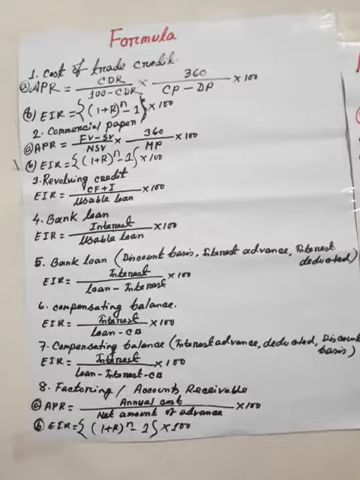 Formula
1. Cost of trade credit
(a) APR = CDR / 100-CDR × 360 / CP-DP × 100
(b) EIR = {(1+R)^n - 1} × 100
2. Commercial paper
(a) APR = FV-SV / NSV × 360 / MP × 100
(b) EIR = {(1+R)^n - 1} × 100
3. Revolving credit
EIR = CF+I / Usable loan × 100
4. Bank loan
EIR = Interest / Usable loan × 100
5. Bank loan (Discount basis, Interest advance, Interest
deducated)
EIR = Interest / Loan - Interest × 100
6. compensating balance.
EIR = Interest / Loan-CB × 100
7. Compensating balance (Interest advance, deducated, Discount
basis)
EIR = Interest / Loan-Interest-CB × 100
8. Factoring / Accounts Receivable
(a) APR = Annual cost / Net amount of advance × 100
(b) EIR = {(1+R)^n - 1} × 100